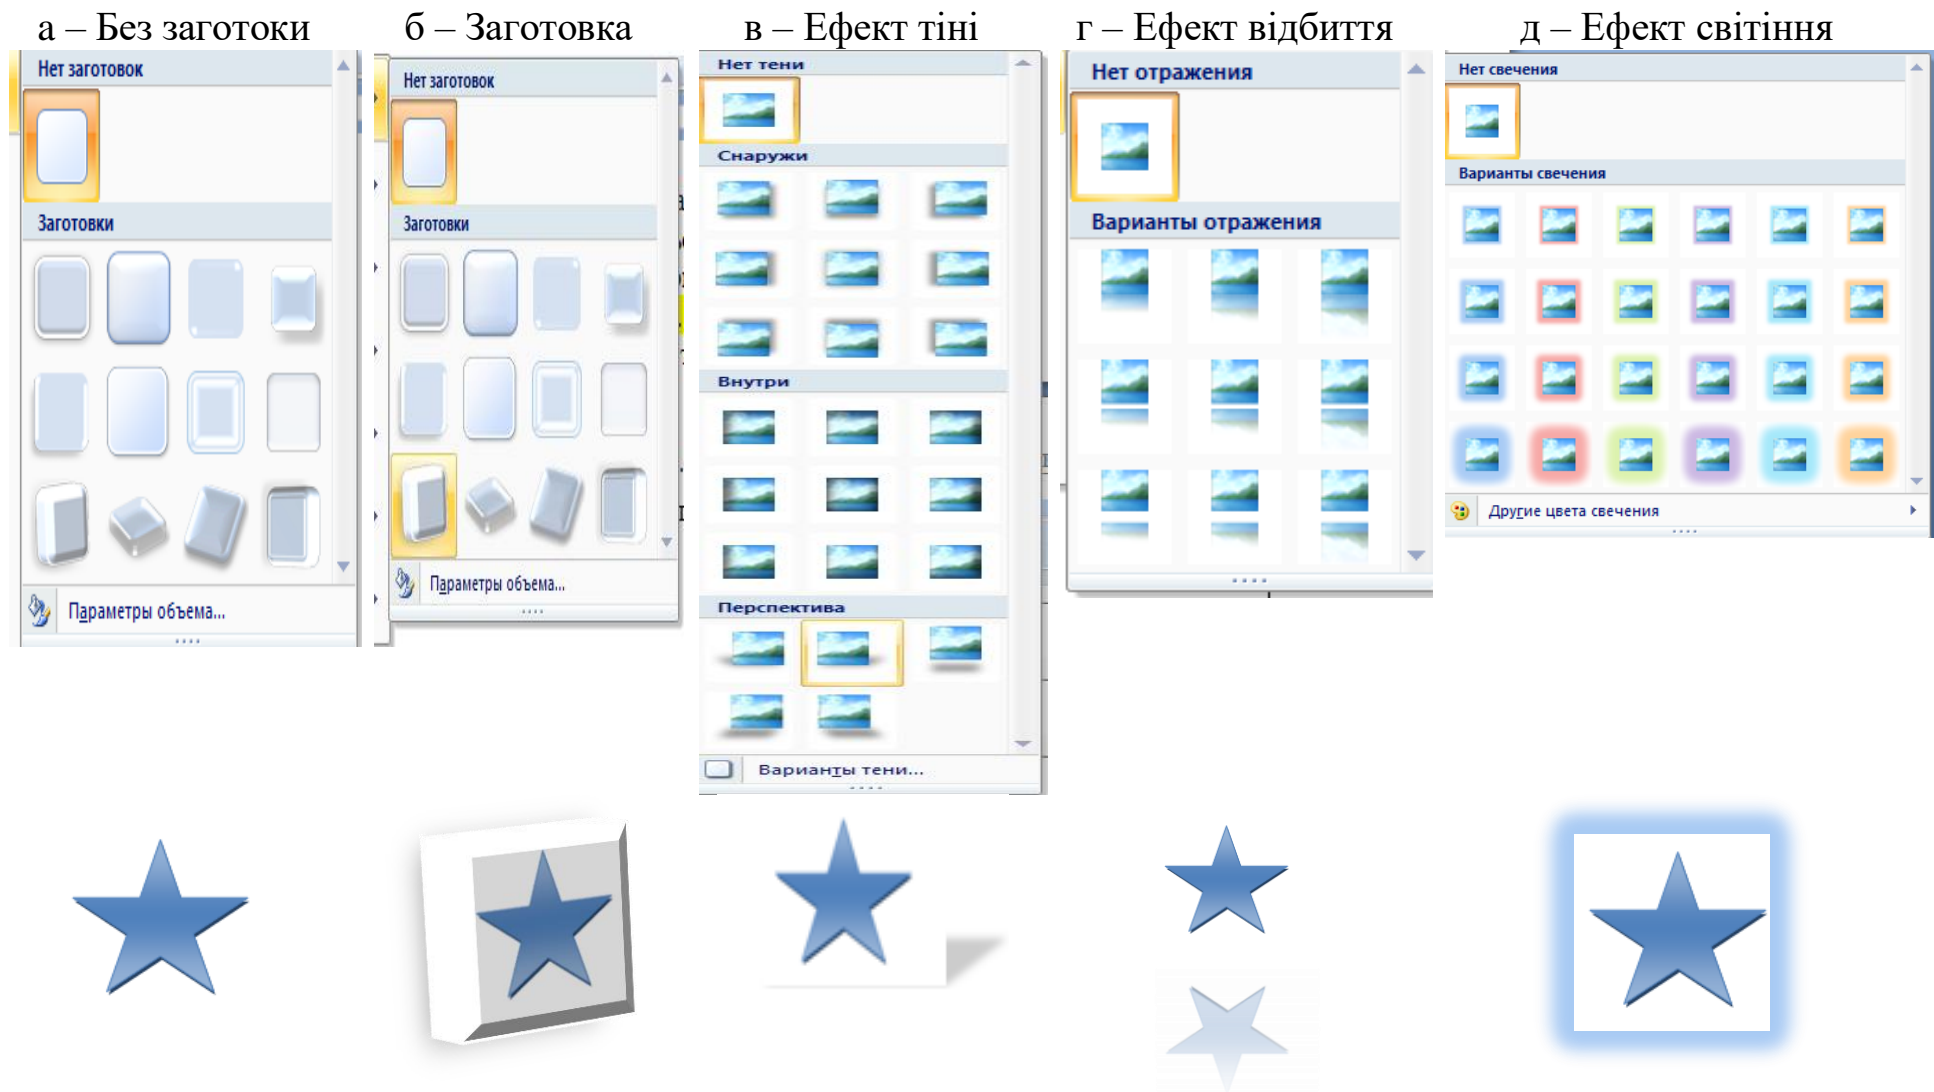 а – Без заготоки
б – Заготовка
в – Ефект тіні
г – Ефект відбиття
д – Ефект світіння
Нет заготовок
Заготовки
Параметры объема...
Нет заготовок
Заготовки
Параметры объема...
Нет тени
Снаружи
Внутри
Перспектива
Варианты тени...
Нет отражения
Варианты отражения
Нет свечения
Варианты свечения
Другие цвета свечения